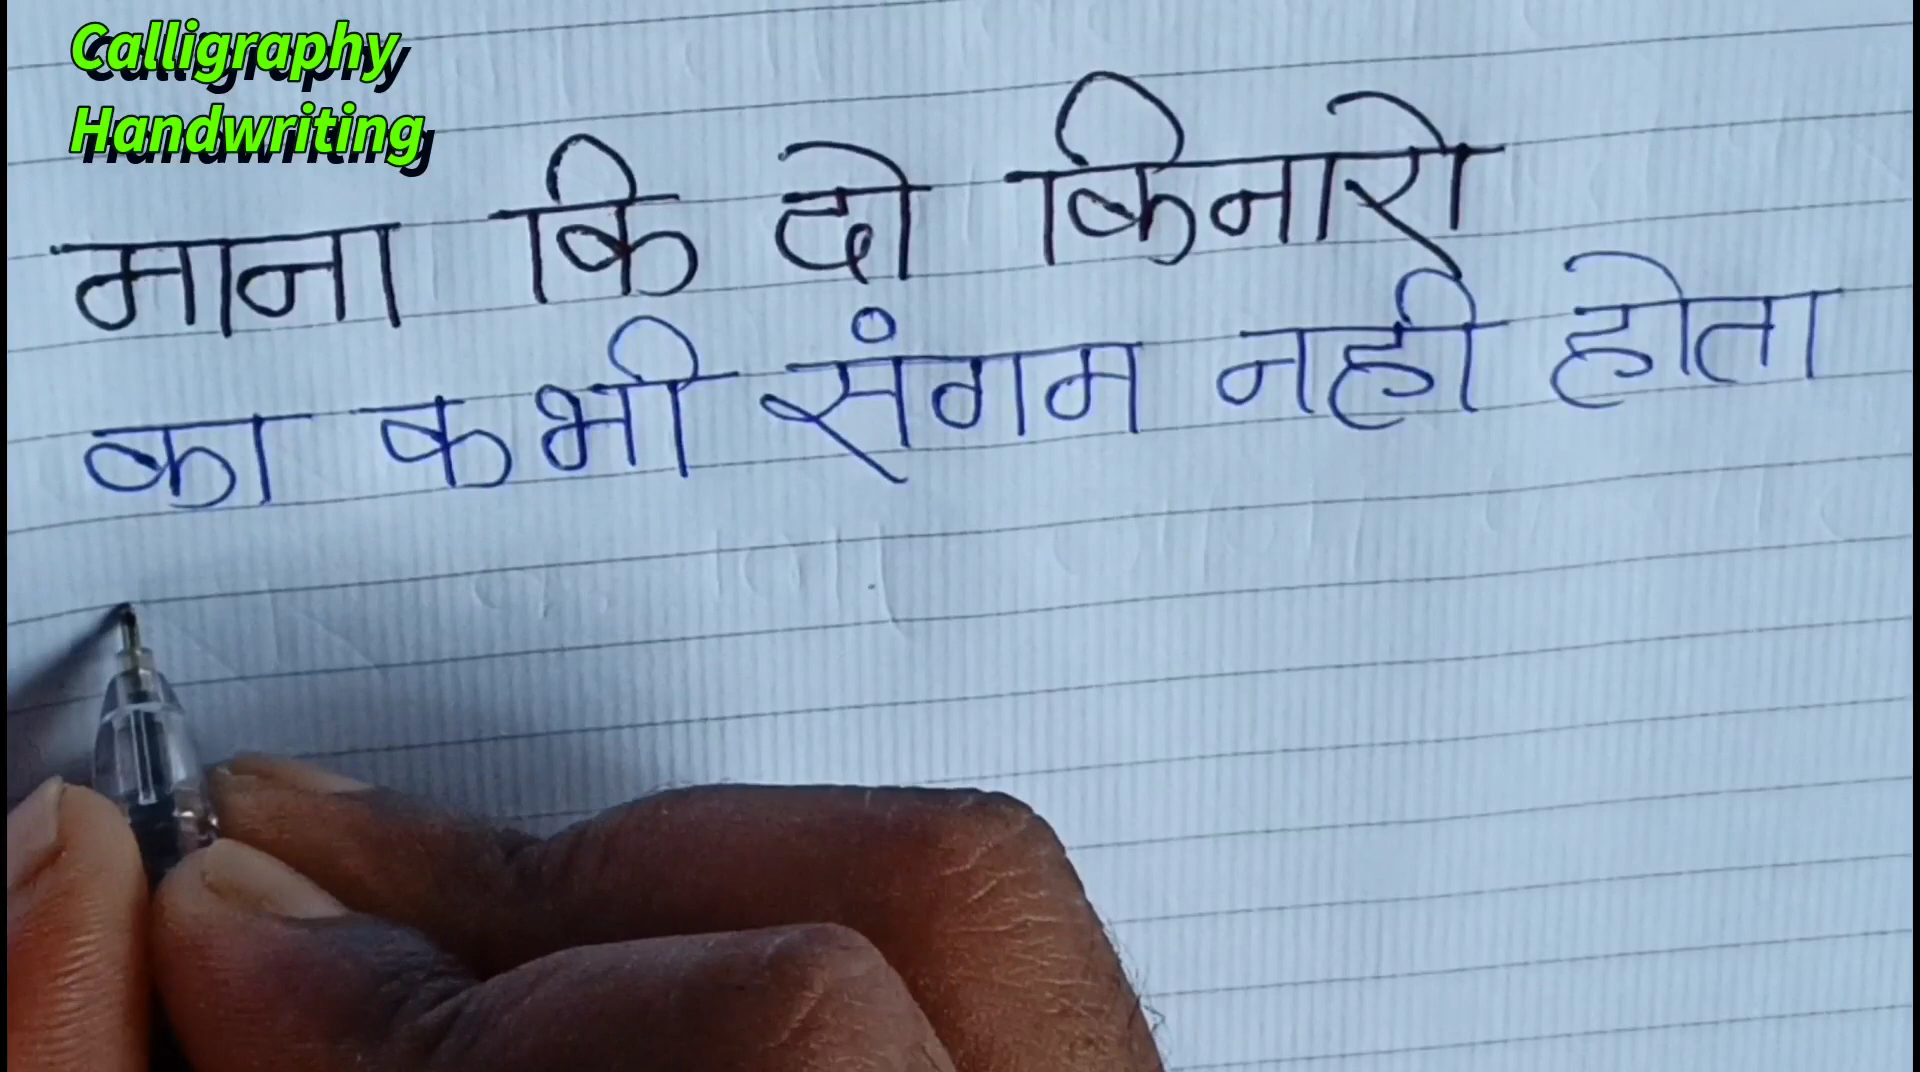 Calligraphy
Handwriting
माना कि दो किनारो
का कभी संगम नही होता